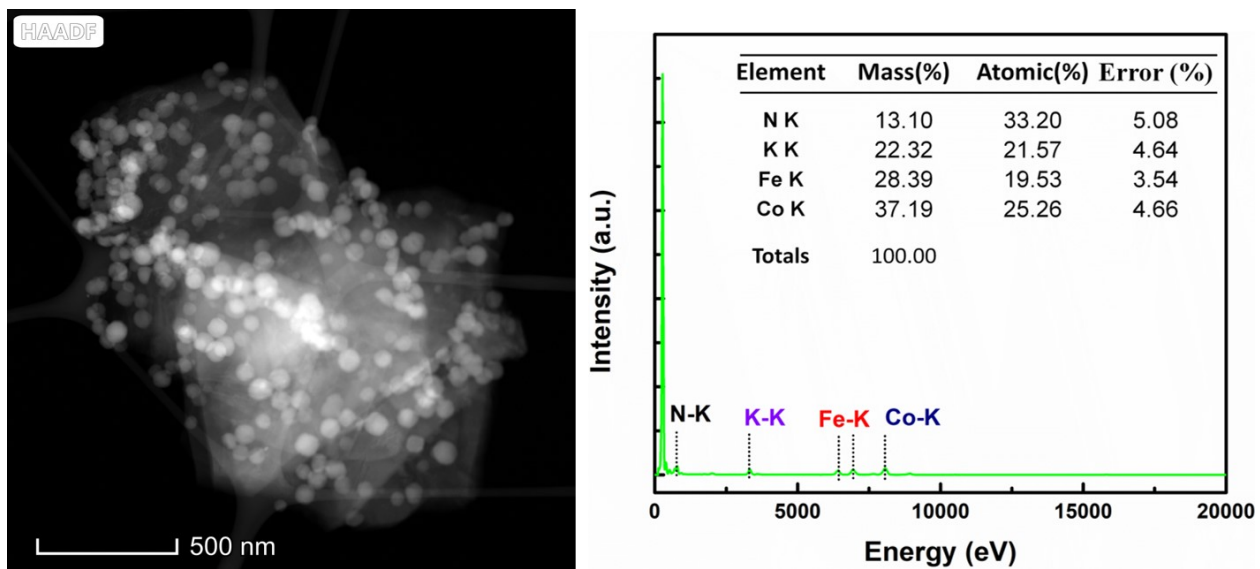 HAADF
500 nm
Element Mass(%) Atomic(%) Error (%)
N K 13.10 33.20 5.08
K K 22.32 21.57 4.64
Fe K 28.39 19.53 3.54
Co K 37.19 25.26 4.66
Totals 100.00
Intensity (a.u.)
N-K K-K Fe-K Co-K
0 5000 10000 15000 20000
Energy (eV)